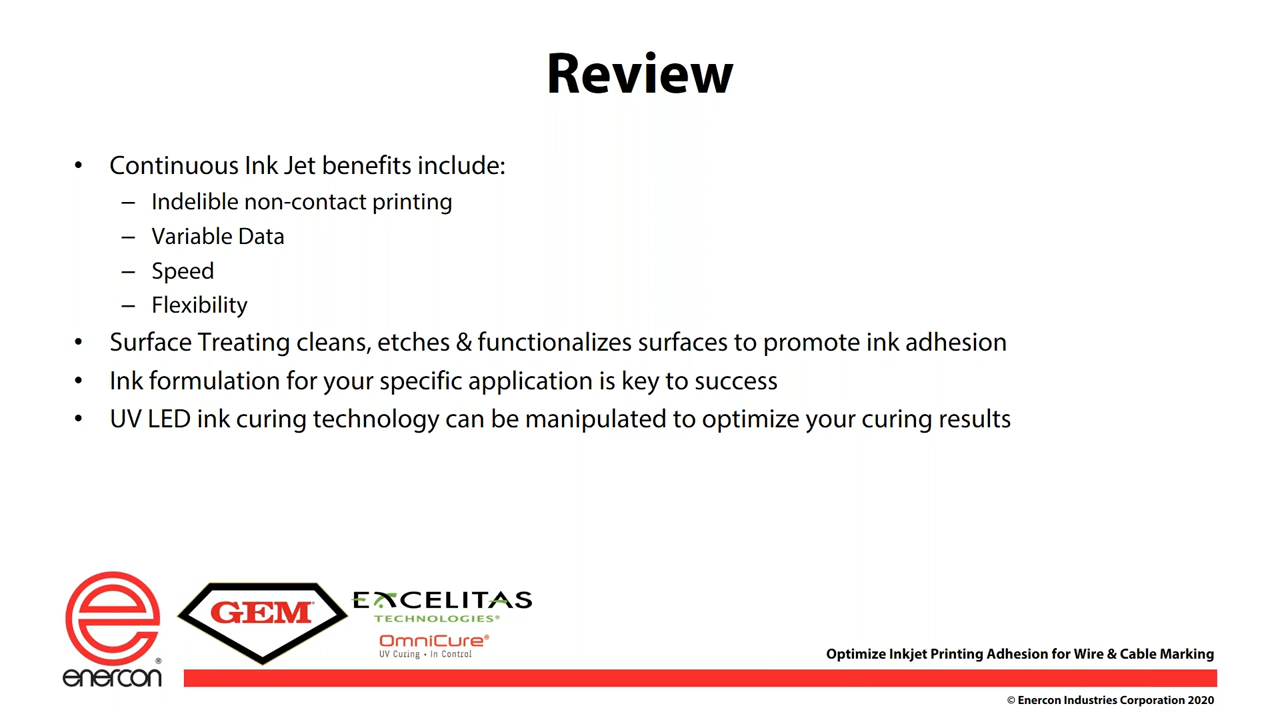 Review
• Continuous Ink Jet benefits include:
– Indelible non-contact printing
– Variable Data
– Speed
– Flexibility
• Surface Treating cleans, etches & functionalizes surfaces to promote ink adhesion
• Ink formulation for your specific application is key to success
• UV LED ink curing technology can be manipulated to optimize your curing results
enercon®
GEM®
EXCELITAS
TECHNOLOGIES®
OmniCure®
UV Curing • In Control
Optimize Inkjet Printing Adhesion for Wire & Cable Marking
© Enercon Industries Corporation 2020